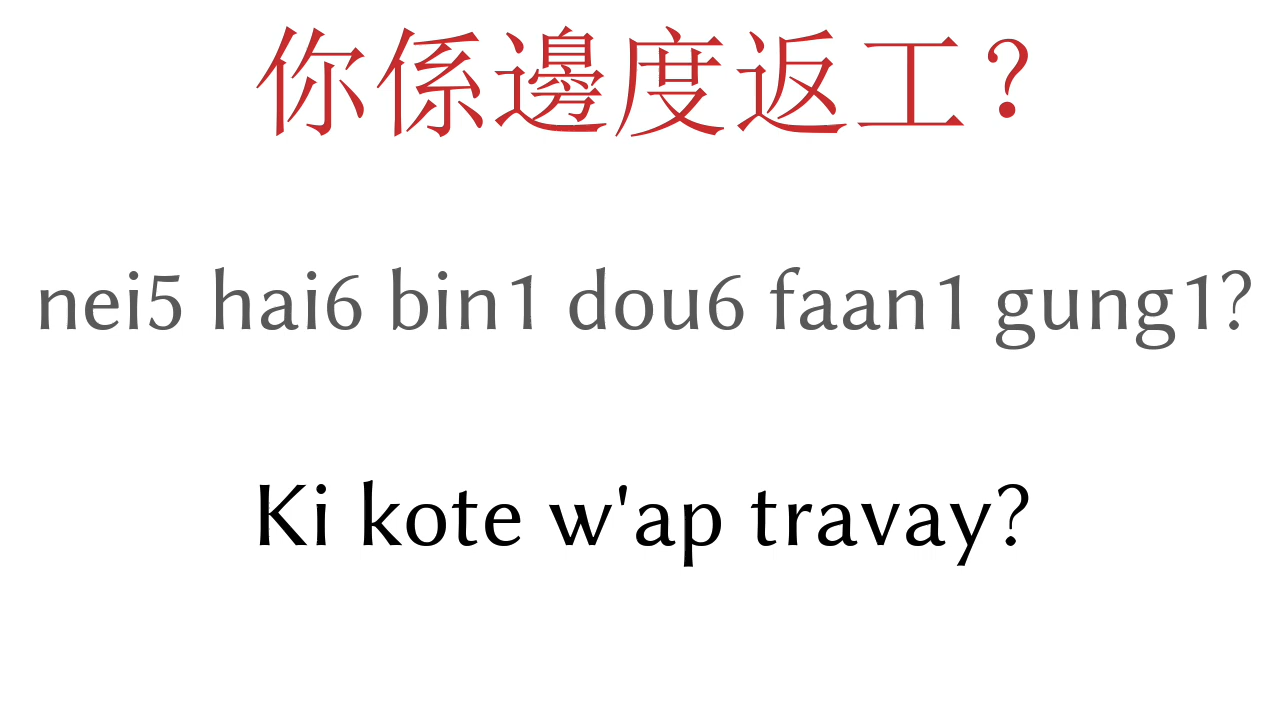 你係邊度返工？
nei5 hai6 bin1 dou6 faan1 gung1?
Ki kote w'ap travay?